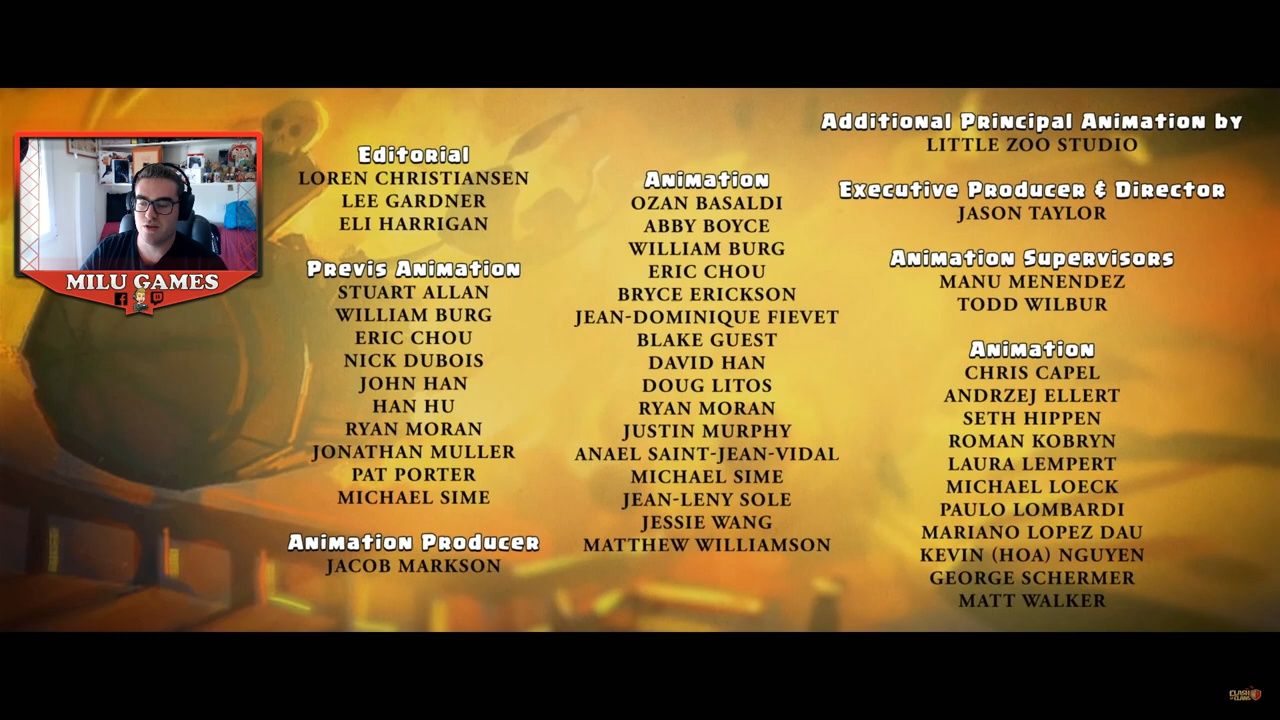 MILU GAMES
Editorial
LOREN CHRISTIANSEN
LEE GARDNER
ELI HARRIGAN
Previs Animation
STUART ALLAN
WILLIAM BURG
ERIC CHOU
NICK DUBOIS
JOHN HAN
HAN HU
RYAN MORAN
JONATHAN MULLER
PAT PORTER
MICHAEL SIME
Animation Producer
JACOB MARKSON
Animation
OZAN BASALDI
ABBY BOYCE
WILLIAM BURG
ERIC CHOU
BRYCE ERICKSON
JEAN-DOMINIQUE FIEVET
BLAKE GUEST
DAVID HAN
DOUG LITOS
RYAN MORAN
JUSTIN MURPHY
ANAEL SAINT-JEAN-VIDAL
MICHAEL SIME
JEAN-LENY SOLE
JESSIE WANG
MATTHEW WILLIAMSON
Additional Principal Animation by
LITTLE ZOO STUDIO
Executive Producer & Director
JASON TAYLOR
Animation Supervisors
MANU MENENDEZ
TODD WILBUR
Animation
CHRIS CAPEL
ANDRZEJ ELLERT
SETH HIPPEN
ROMAN KOBRYN
LAURA LEMPERT
MICHAEL LOECK
PAULO LOMBARDI
MARIANO LOPEZ DAU
KEVIN (HOA) NGUYEN
GEORGE SCHERMER
MATT WALKER
CLASH OF CLANS